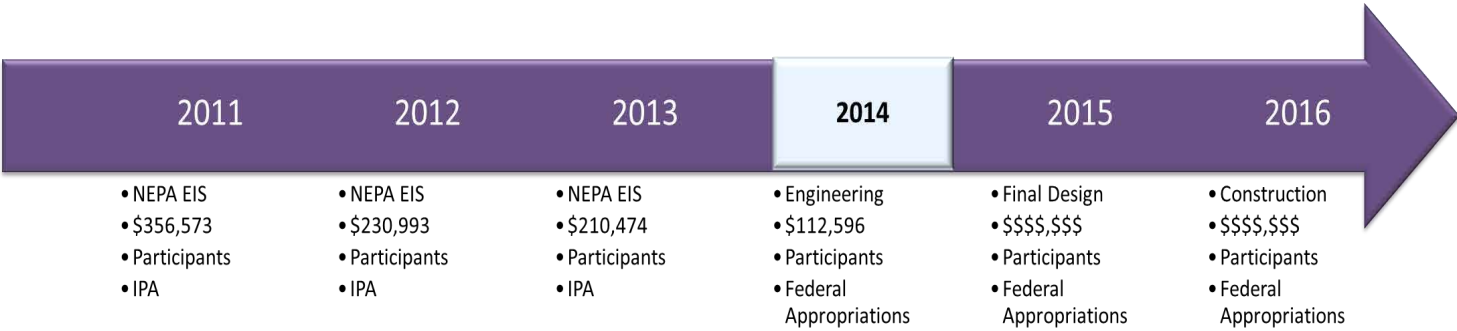 2011
2012
2013
2014
2015
2016
• NEPA EIS
• $356,573
• Participants
• IPA
• NEPA EIS
• $230,993
• Participants
• IPA
• NEPA EIS
• $210,474
• Participants
• IPA
• Engineering
• $112,596
• Participants
• Federal
Appropriations
• Final Design
• $$$$,$$$
• Participants
• Federal
Appropriations
• Construction
• $$$$,$$$
• Participants
• Federal
Appropriations